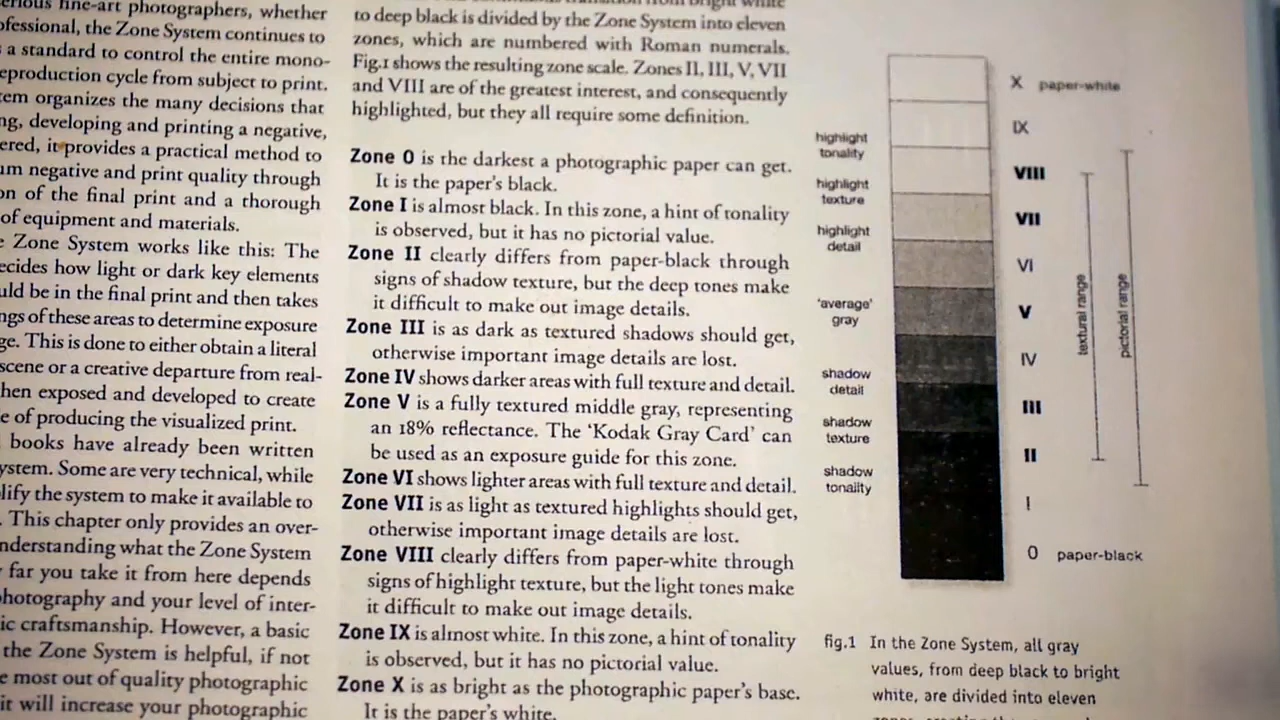 fine-art photographers, whether
the Zone System continues to
a standard to control the entire mono-
cycle from subject to print.
organizes the many decisions that
developing and printing a negative,
it provides a practical method to
negative and print quality through
of the final print and a thorough
of equipment and materials.
Zone System works like this: The
how light or dark key elements
be in the final print and then takes
of these areas to determine exposure
This is done to either obtain a literal
scene or a creative departure from real-
exposed and developed to create
of producing the visualized print.
books have already been written
Some are very technical, while
the system to make it available to
This chapter only provides an over-
what the Zone System
far you take it from here depends
and your level of inter-
craftsmanship. However, a basic
the Zone System is helpful, if not
most out of quality photographic
it will increase your photographic
to deep black is divided by the Zone System into eleven
zones, which are numbered with Roman numerals.
Fig.1 shows the resulting zone scale. Zones II, III, V, VII
and VIII are of the greatest interest, and consequently
highlighted, but they all require some definition.
Zone 0 is the darkest a photographic paper can get.
It is the paper's black.
Zone I is almost black. In this zone, a hint of tonality
is observed, but it has no pictorial value.
Zone II clearly differs from paper-black through
signs of shadow texture, but the deep tones make
it difficult to make out image details.
Zone III is as dark as textured shadows should get,
otherwise important image details are lost.
Zone IV shows darker areas with full texture and detail.
Zone V is a fully textured middle gray, representing
an 18% reflectance. The 'Kodak Gray Card' can
be used as an exposure guide for this zone.
Zone VI shows lighter areas with full texture and detail.
Zone VII is as light as textured highlights should get,
otherwise important image details are lost.
Zone VIII clearly differs from paper-white through
signs of highlight texture, but the light tones make
it difficult to make out image details.
Zone IX is almost white. In this zone, a hint of tonality
is observed, but it has no pictorial value.
Zone X is as bright as the photographic paper's base.
It is the paper's white.
highlight
tonality
highlight
texture
highlight
detail
'average'
gray
shadow
detail
shadow
texture
shadow
tonality
X paper-white
IX
VIII
VII
VI
V
IV
III
II
I
0 paper-black
textural range
pictorial range
fig.1 In the Zone System, all gray
values, from deep black to bright
white, are divided into eleven